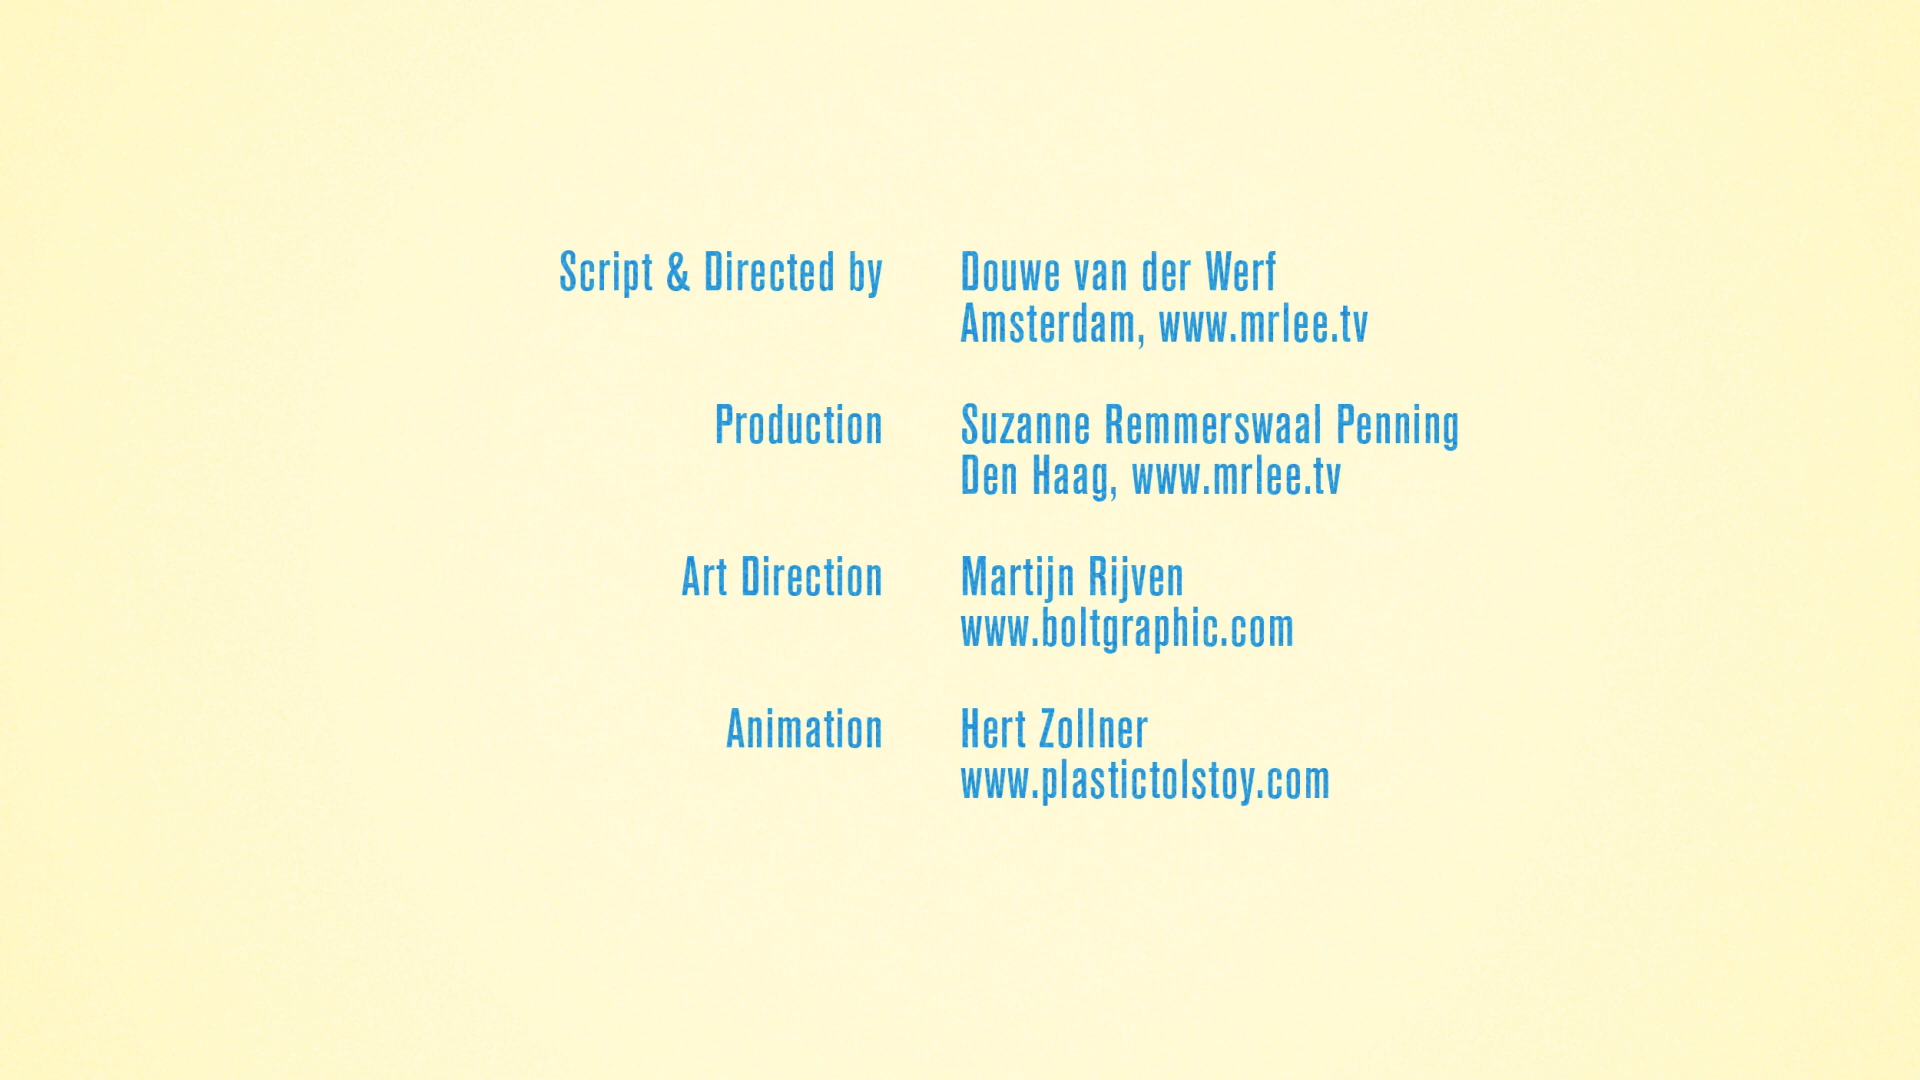 Script & Directed by Douwe van der Werf
Amsterdam, www.mrlee.tv
Production Suzanne Remmerswaal Penning
Den Haag, www.mrlee.tv
Art Direction Martijn Rijven
www.boltgraphic.com
Animation Hert Zollner
www.plastictolstoy.com